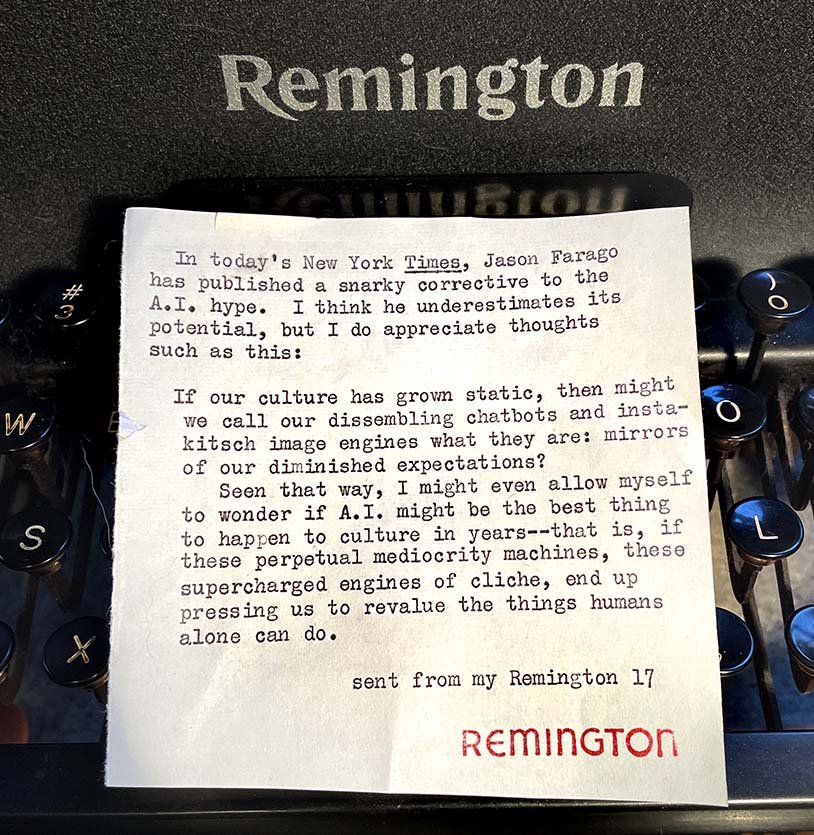 Remington
In today's New York Times, Jason Farago
has published a snarky corrective to the
A.I. hype. I think he underestimates its
potential, but I do appreciate thoughts
such as this:
If our culture has grown static, then might
we call our dissembling chatbots and insta-
kitsch image engines what they are: mirrors
of our diminished expectations?
Seen that way, I might even allow myself
to wonder if A.I. might be the best thing
to happen to culture in years--that is, if
these perpetual mediocrity machines, these
supercharged engines of cliche, end up
pressing us to revalue the things humans
alone can do.
sent from my Remington 17
REMINGTON
#
3
W
S
X
)
0
O
L